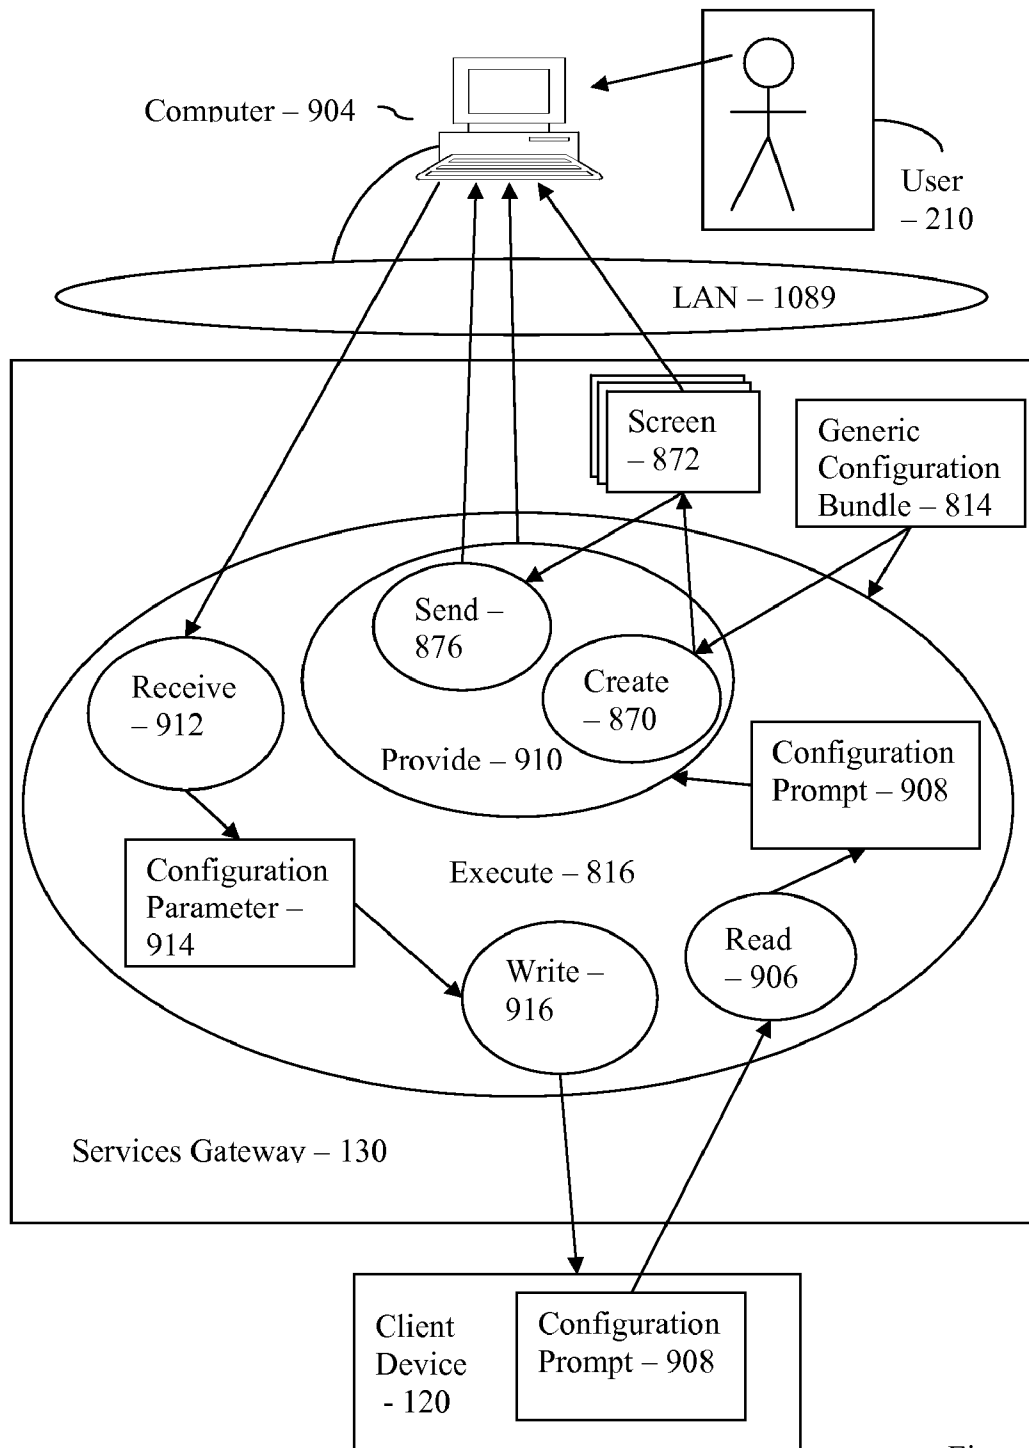 Computer – 904
User
– 210
LAN – 1089
Screen
– 872
Generic
Configuration
Bundle – 814
Send –
876
Create
– 870
Receive
– 912
Provide – 910
Configuration
Prompt – 908
Configuration
Parameter –
914
Execute – 816
Write –
916
Read
– 906
Services Gateway – 130
Client
Device
- 120
Configuration
Prompt – 908